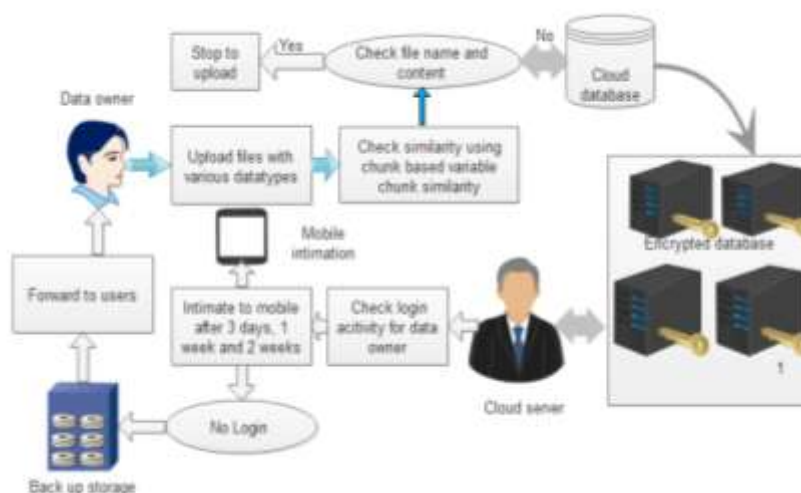 Stop to
upload
Yes
Check file name and
content
No
Cloud
database
Data owner
Upload files with
various datatypes
Check similarity using
chunk based variable
chunk similarity
Encrypted database
1
Mobile
intimation
Forward to users
Intimate to mobile
after 3 days, 1
week and 2 weeks
Check login
acitivity for data
owner
Cloud server
No Login
Back up storage